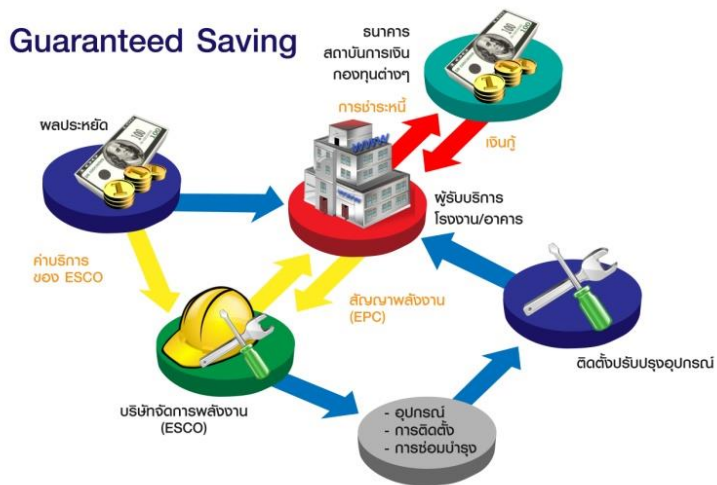 Guaranteed Saving
ธนาคาร
สถาบันการเงิน
กองทุนต่างๆ
การชำระหนี้
เงินกู้
ผลประหยัด
ผู้รับบริการ
โรงงาน/อาคาร
ค่าบริการ
ของ ESCO
สัญญาพลังงาน
(EPC)
ติดตั้งปรับปรุงอุปกรณ์
บริษัทจัดการพลังงาน
(ESCO)
- อุปกรณ์
- การติดตั้ง
- การซ่อมบำรุง